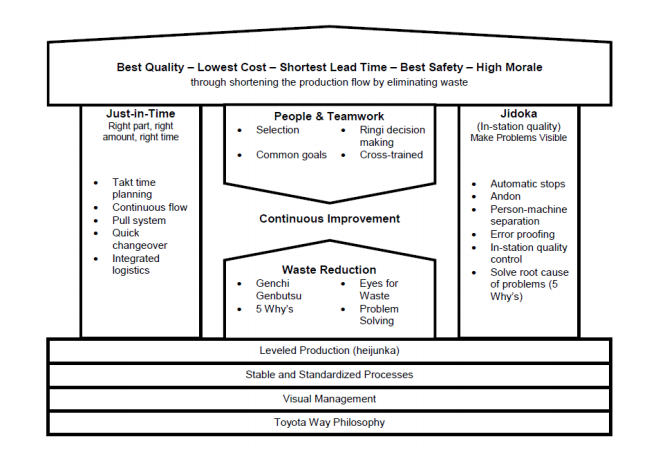 Best Quality – Lowest Cost – Shortest Lead Time – Best Safety – High Morale
through shortening the production flow by eliminating waste
Just-in-Time
Right part, right
amount, right time
• Takt time
planning
• Continuous flow
• Pull system
• Quick
changeover
• Integrated
logistics
People & Teamwork
• Selection
• Common goals
• Ringi decision
making
• Cross-trained
Continuous Improvement
Waste Reduction
• Genchi
Genbutsu
• 5 Why's
• Eyes for
Waste
• Problem
Solving
Jidoka
(In-station quality)
Make Problems Visible
• Automatic stops
• Andon
• Person-machine
separation
• Error proofing
• In-station quality
control
• Solve root cause
of problems (5
Why's)
Leveled Production (heijunka)
Stable and Standardized Processes
Visual Management
Toyota Way Philosophy